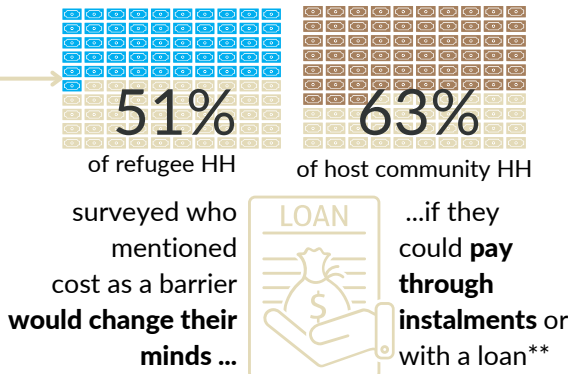 51%
of refugee HH
63%
of host community HH
surveyed who
mentioned
cost as a barrier
would change their
minds ...
LOAN
$
...if they
could pay
through
instalments or
with a loan**